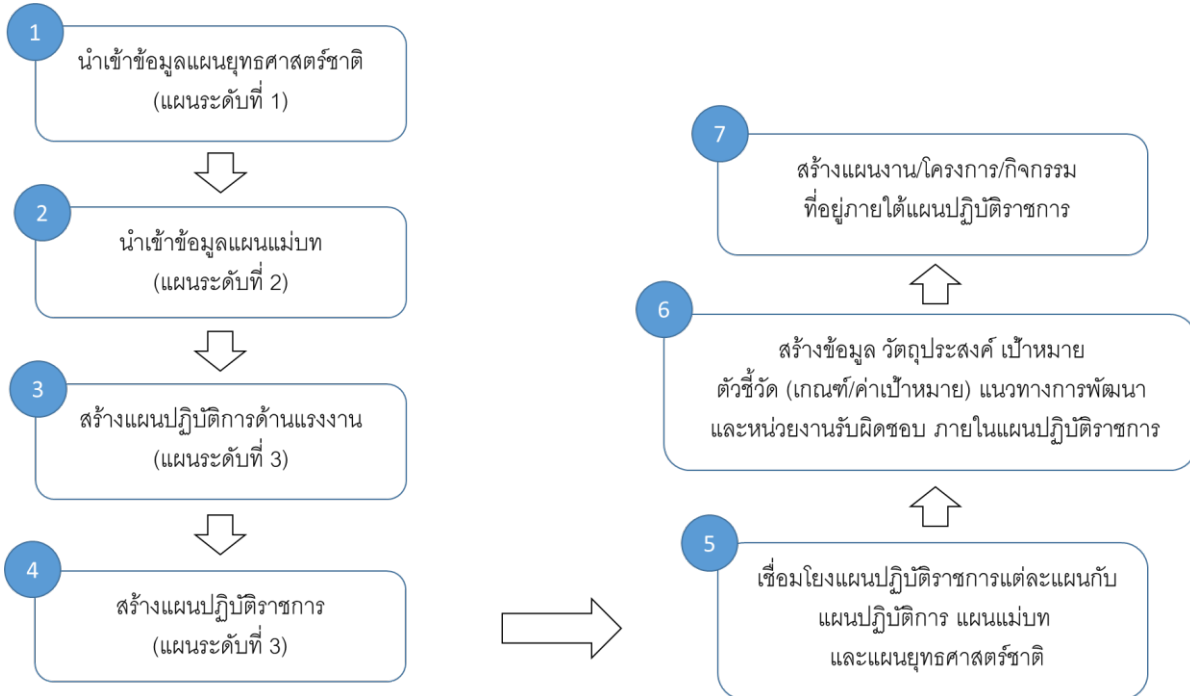 1
นำเข้าข้อมูลแผนยุทธศาสตร์ชาติ
(แผนระดับที่ 1)
2
นำเข้าข้อมูลแผนแม่บท
(แผนระดับที่ 2)
3
สร้างแผนปฏิบัติการด้านแรงงาน
(แผนระดับที่ 3)
4
สร้างแผนปฏิบัติราชการ
(แผนระดับที่ 3)
5
เชื่อมโยงแผนปฏิบัติราชการแต่ละแผนกับ
แผนปฏิบัติการ แผนแม่บท
และแผนยุทธศาสตร์ชาติ
6
สร้างข้อมูล วัตถุประสงค์ เป้าหมาย
ตัวชี้วัด (เกณฑ์/ค่าเป้าหมาย) แนวทางการพัฒนา
และหน่วยงานรับผิดชอบ ภายในแผนปฏิบัติราชการ
7
สร้างแผนงาน/โครงการ/กิจกรรม
ที่อยู่ภายใต้แผนปฏิบัติราชการ